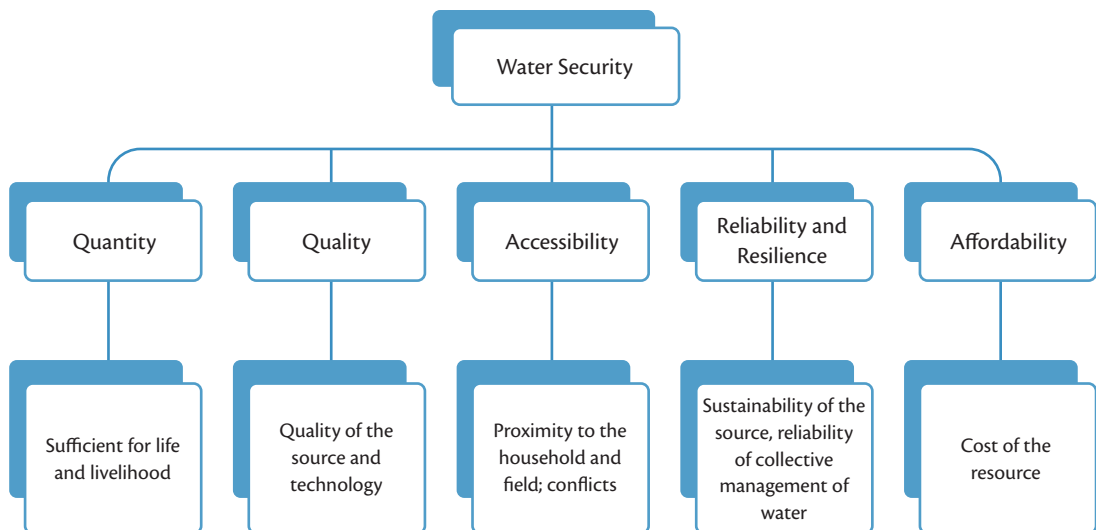 Water Security
Quantity
Quality
Accessibility
Reliability and
Resilience
Affordability
Sufficient for life
and livelihood
Quality of the
source and
technology
Proximity to the
household and
field; conflicts
Sustainability of the
source, reliability
of collective
management of
water
Cost of the
resource